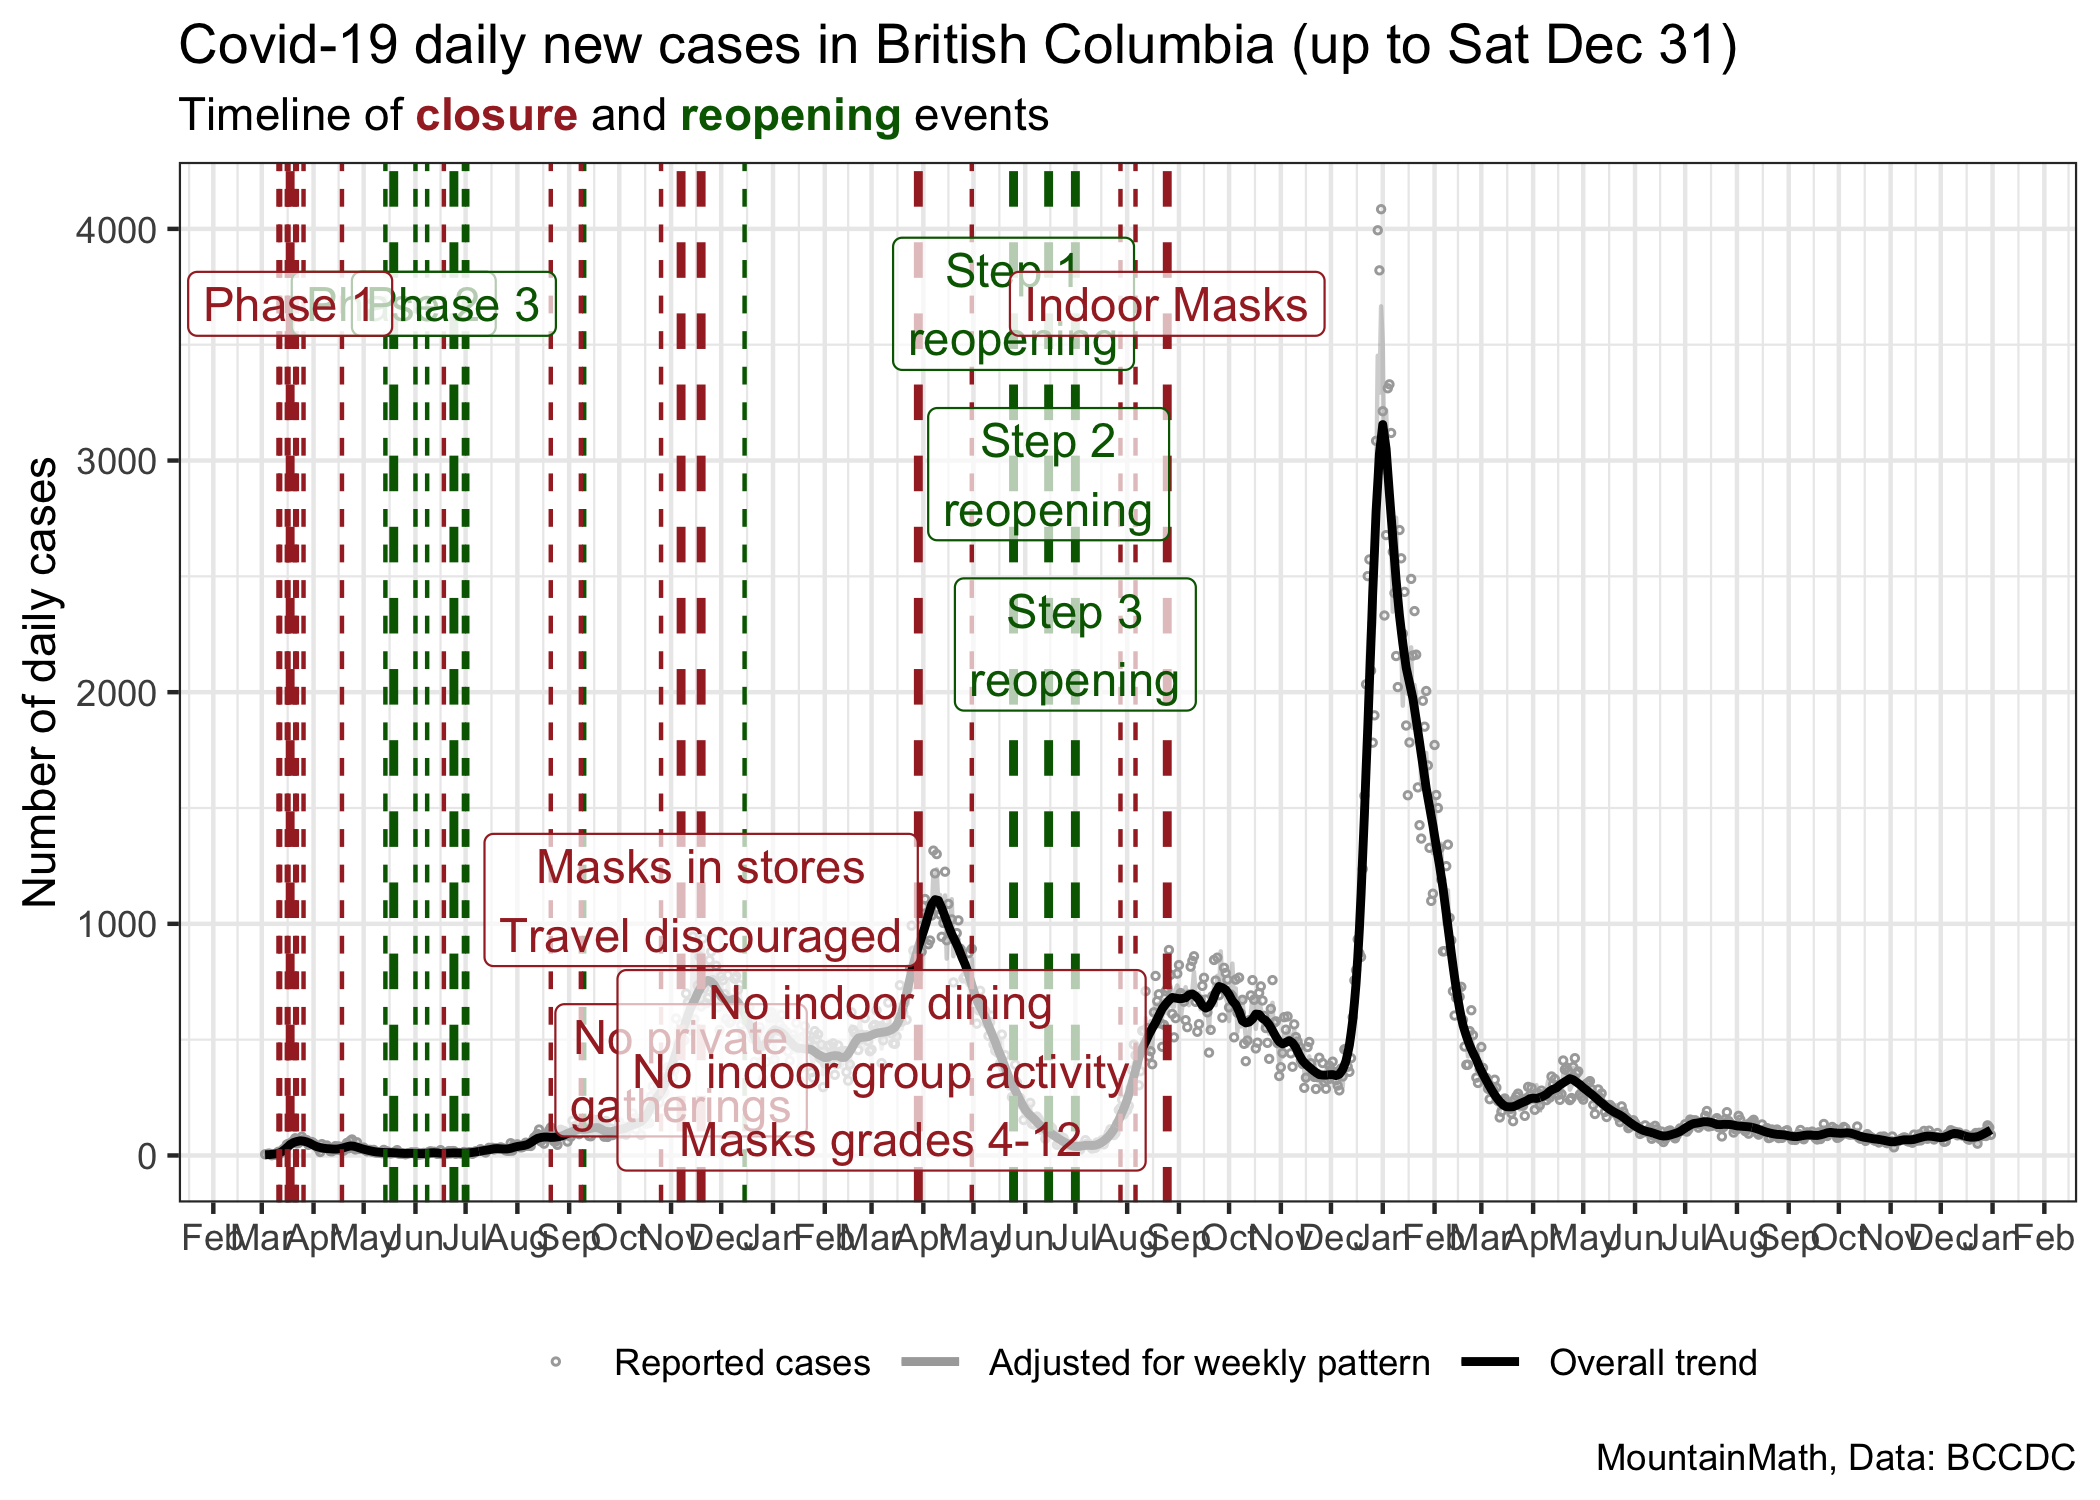 Covid-19 daily new cases in British Columbia (up to Sat Dec 31)
Timeline of closure and reopening events
Number of daily cases
4000
3000
2000
1000
0
Phase 1
Phase 2
Phase 3
Step 1
reopening
Indoor Masks
Step 2
reopening
Step 3
reopening
Masks in stores
Travel discouraged
No private
gatherings
No indoor dining
No indoor group activity
Masks grades 4-12
Feb Mar Apr May Jun Jul Aug Sep Oct Nov Dec Jan Feb Mar Apr May Jun Jul Aug Sep Oct Nov Dec Jan Feb Mar Apr May Jun Jul Aug Sep Oct Nov Dec Jan Feb
Reported cases Adjusted for weekly pattern Overall trend
MountainMath, Data: BCCDC